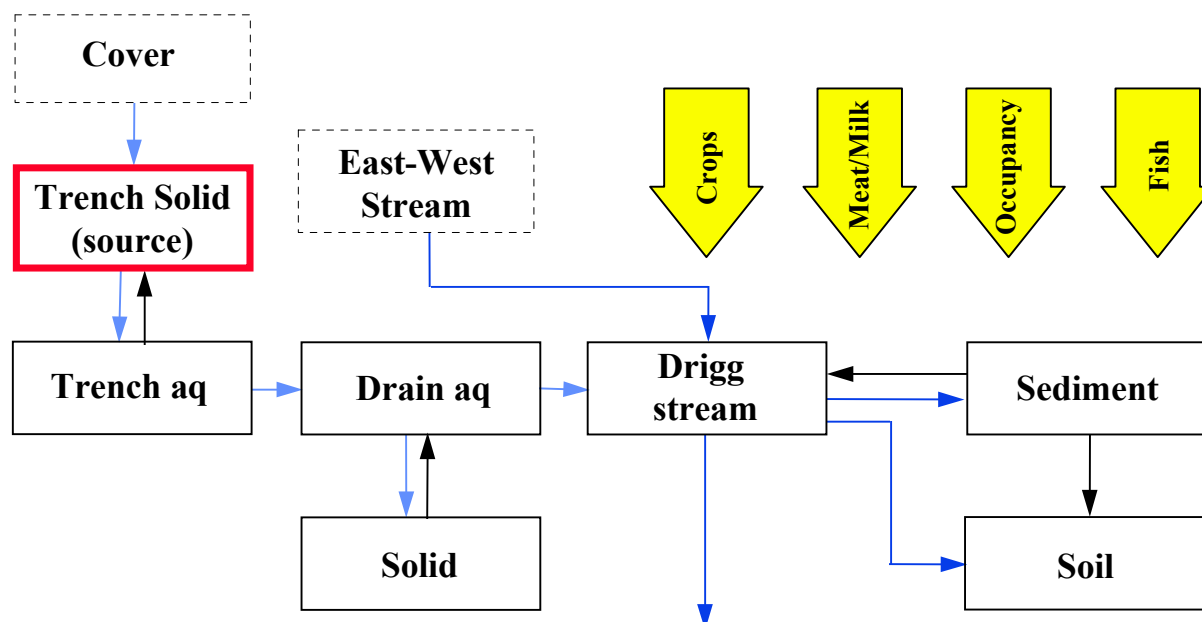 Cover
Trench Solid
(source)
East-West
Stream
Crops
Meat/Milk
Occupancy
Fish
Trench aq
Drain aq
Drigg
stream
Sediment
Solid
Soil